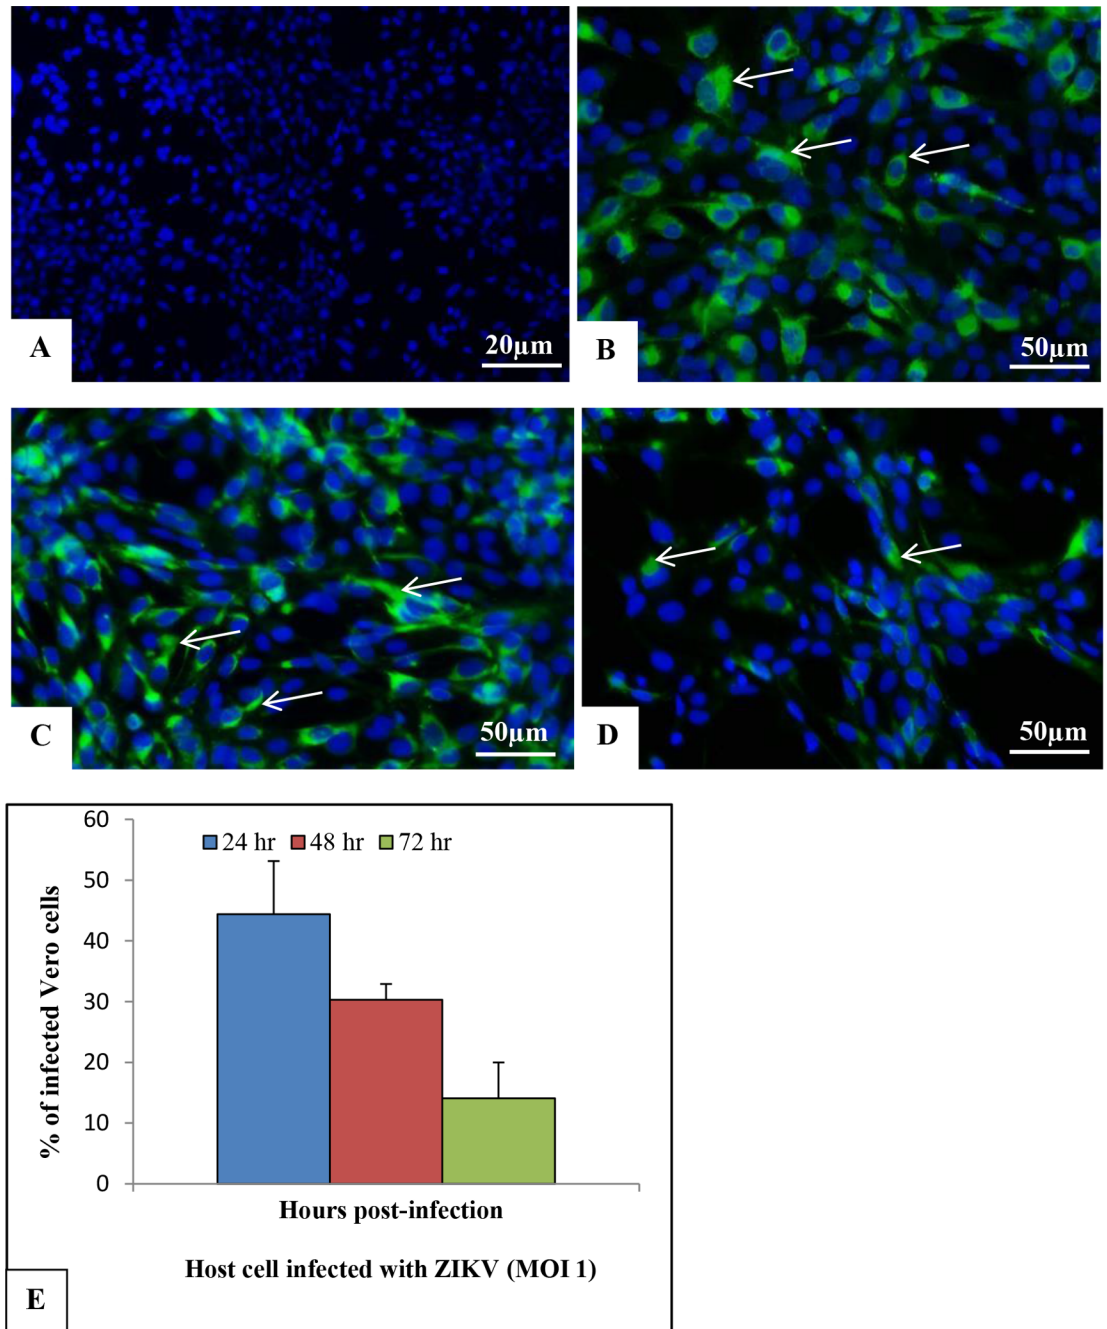 A
20µm
B
50µm
C
50µm
D
50µm
60
50
40
30
20
10
0
% of infected Vero cells
24 hr 48 hr 72 hr
Hours post-infection
Host cell infected with ZIKV (MOI 1)
E